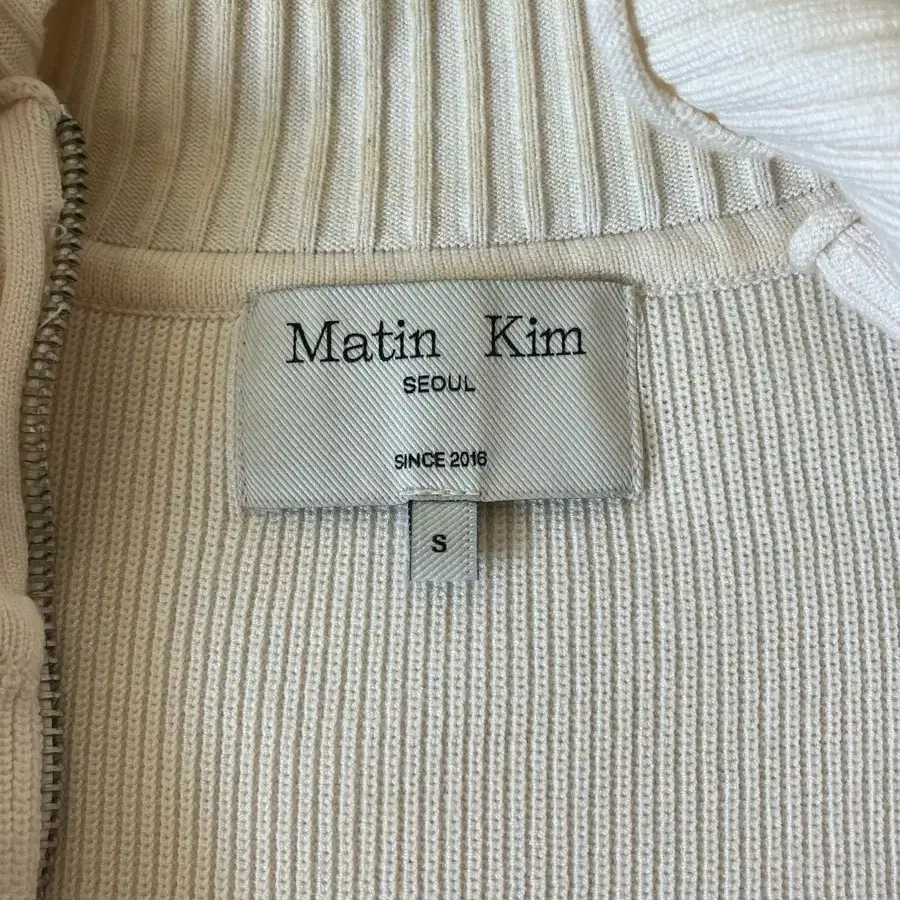 Matin Kim
SEOUL
SINCE 2016
S